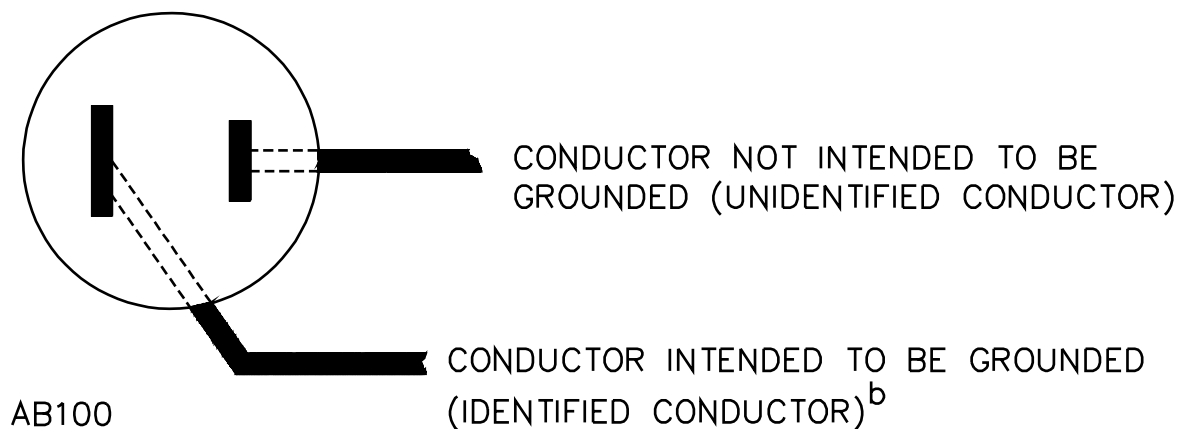 CONDUCTOR NOT INTENDED TO BE
GROUNDED (UNIDENTIFIED CONDUCTOR)
CONDUCTOR INTENDED TO BE GROUNDED
(IDENTIFIED CONDUCTOR)b
AB100